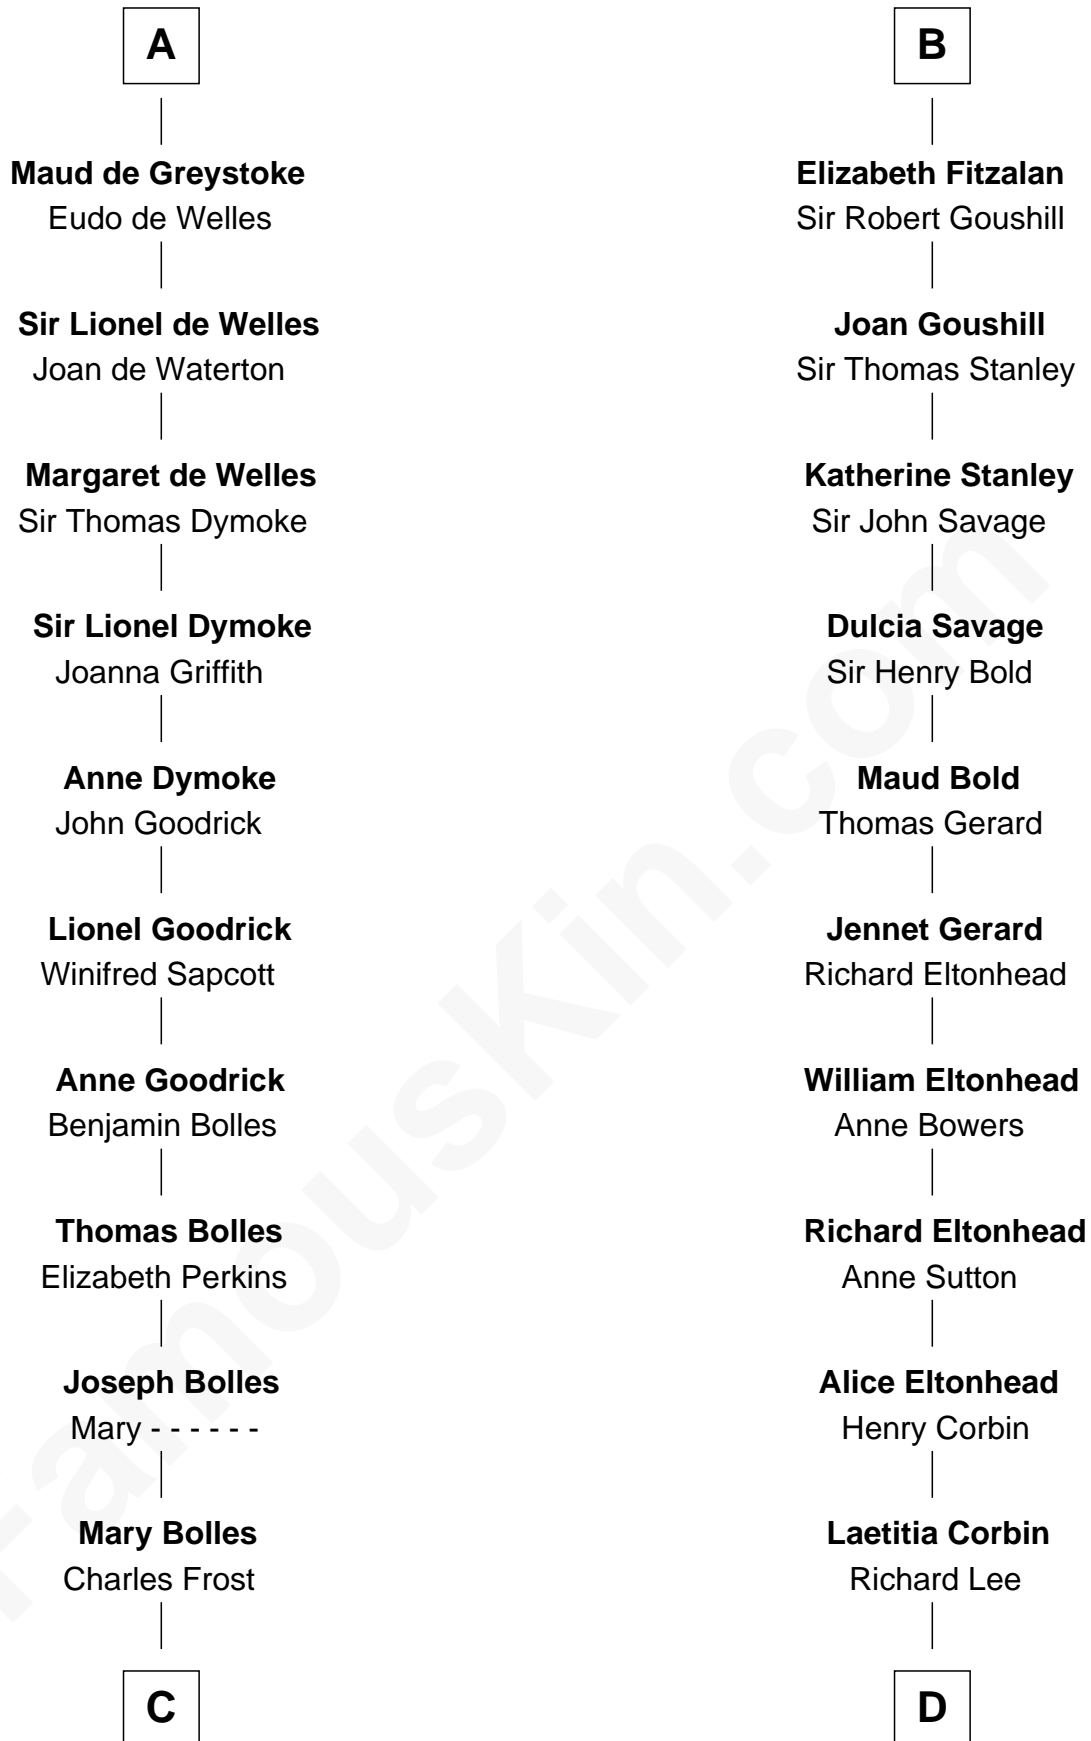 A
Maud de Greystoke
Eudo de Welles
Sir Lionel de Welles
Joan de Waterton
Margaret de Welles
Sir Thomas Dymoke
Sir Lionel Dymoke
Joanna Griffith
Anne Dymoke
John Goodrick
Lionel Goodrick
Winifred Sapcott
Anne Goodrick
Benjamin Bolles
Thomas Bolles
Elizabeth Perkins
Joseph Bolles
Mary - - - - - -
Mary Bolles
Charles Frost
C
B
Elizabeth Fitzalan
Sir Robert Goushill
Joan Goushill
Sir Thomas Stanley
Katherine Stanley
Sir John Savage
Dulcia Savage
Sir Henry Bold
Maud Bold
Thomas Gerard
Jennet Gerard
Richard Eltonhead
William Eltonhead
Anne Bowers
Richard Eltonhead
Anne Sutton
Alice Eltonhead
Henry Corbin
Laetitia Corbin
Richard Lee
D
FamousKin.com